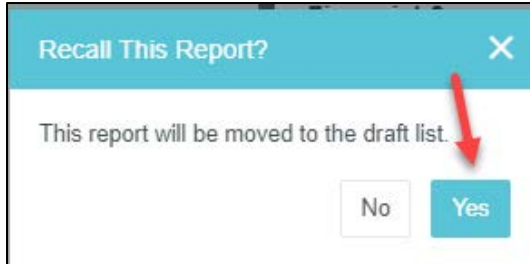 Recall This Report?
This report will be moved to the draft list.
No
Yes